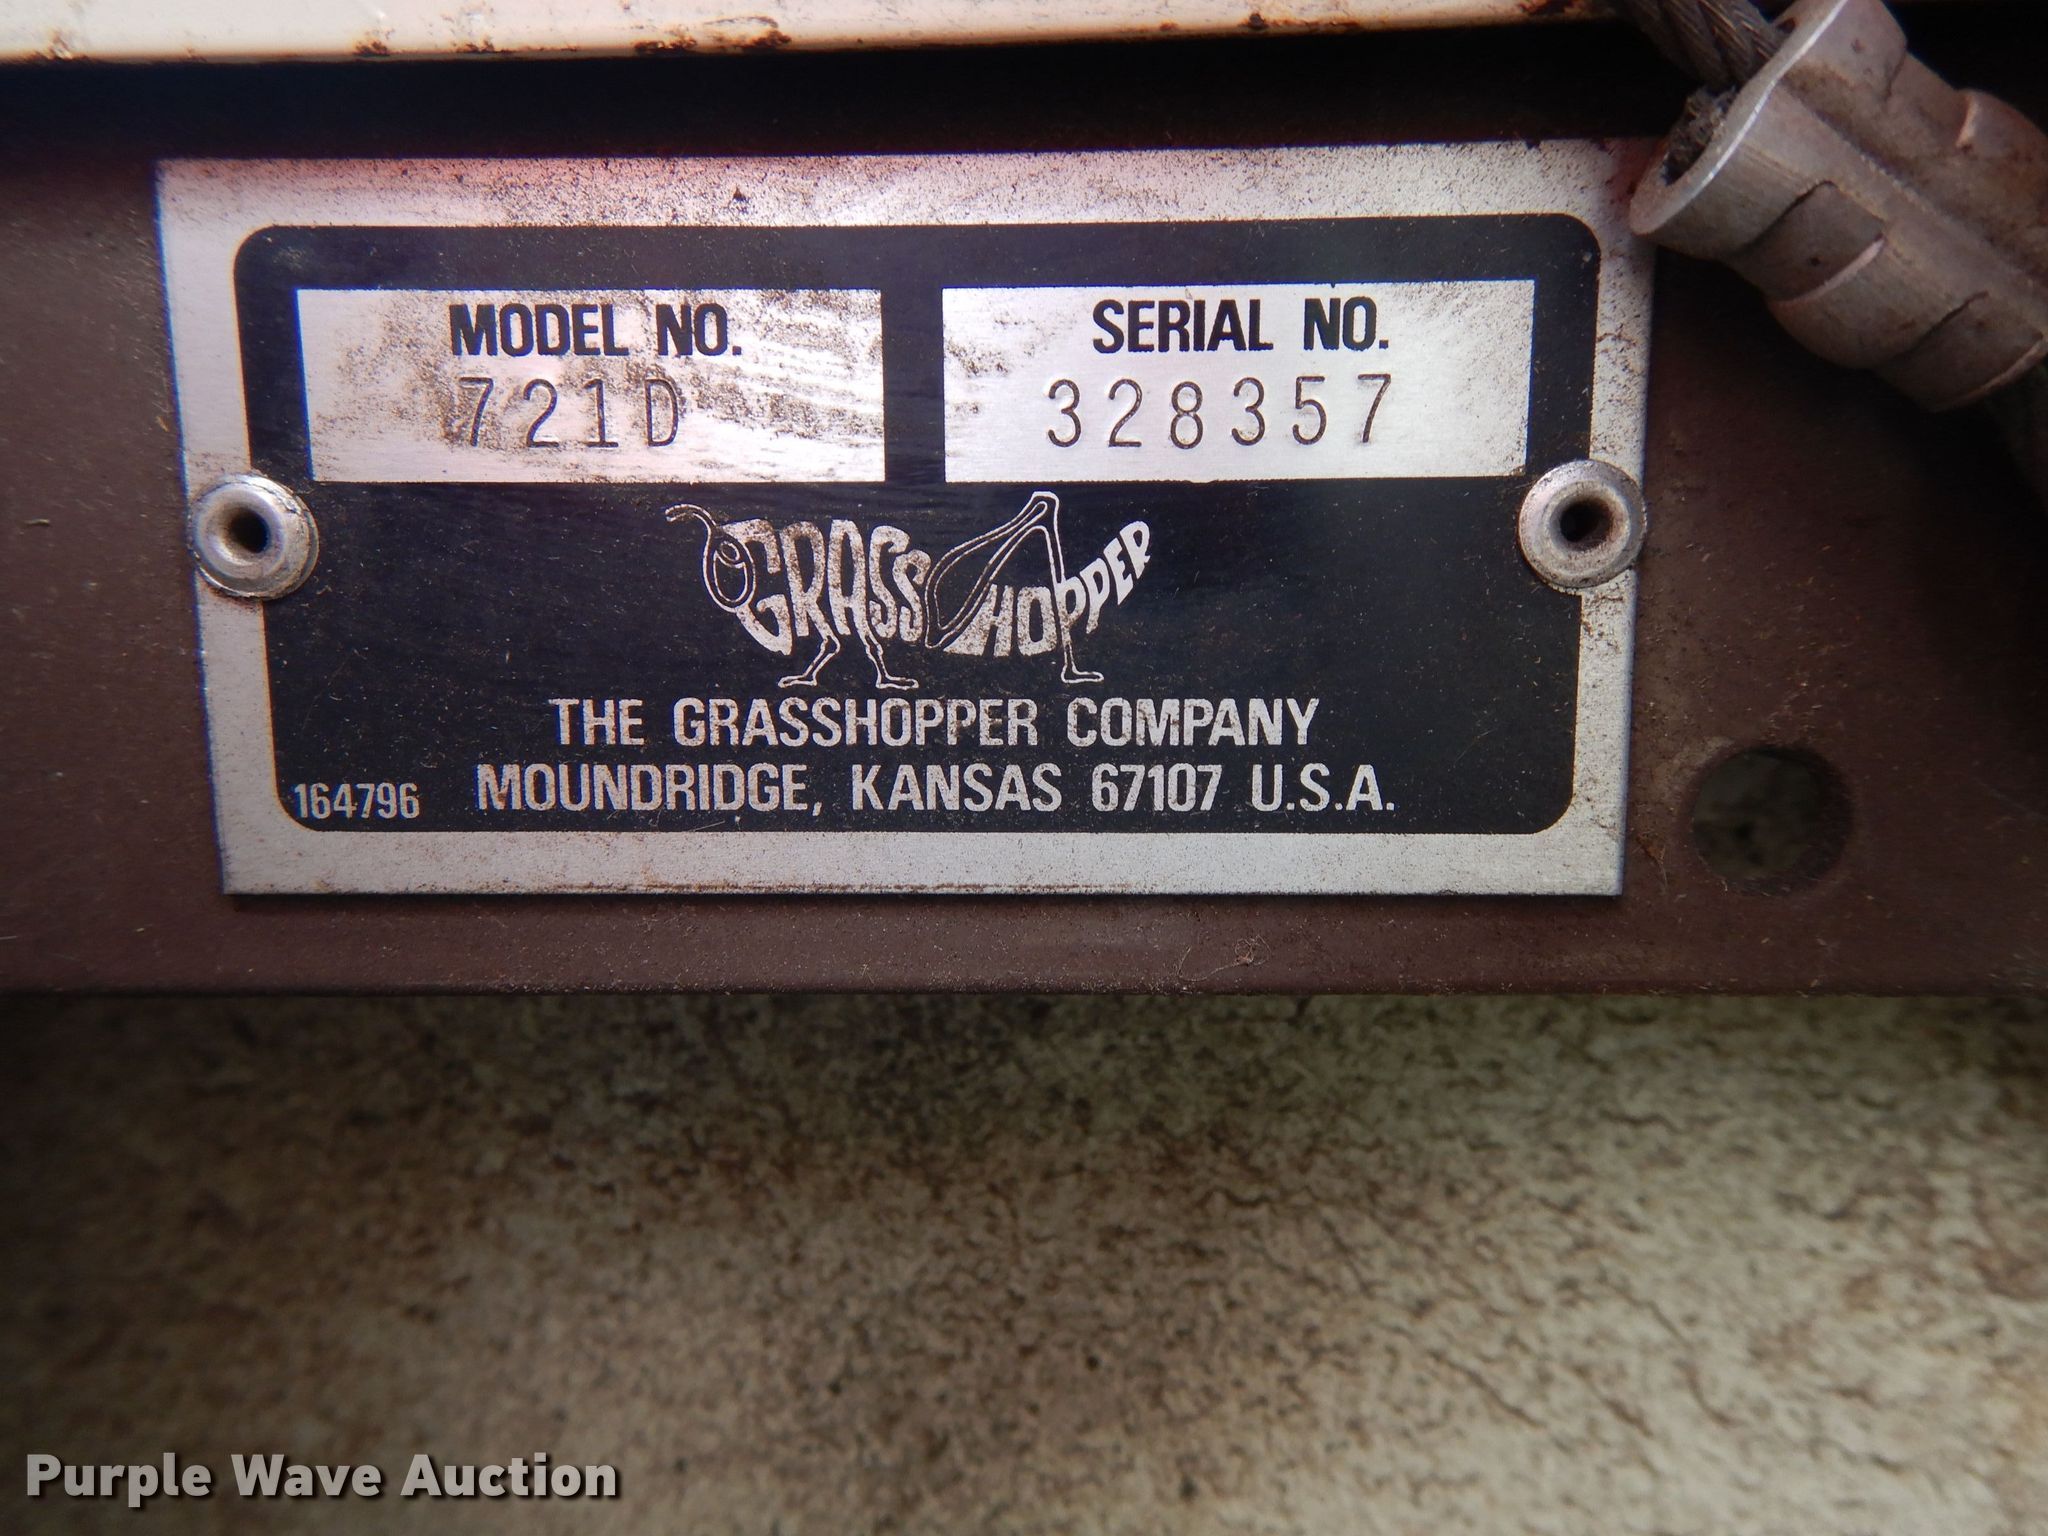 MODEL NO.
721D
SERIAL NO.
328357
GRASSHOPPER
THE GRASSHOPPER COMPANY
164796 MOUNDRIDGE, KANSAS 67107 U.S.A.
Purple Wave Auction